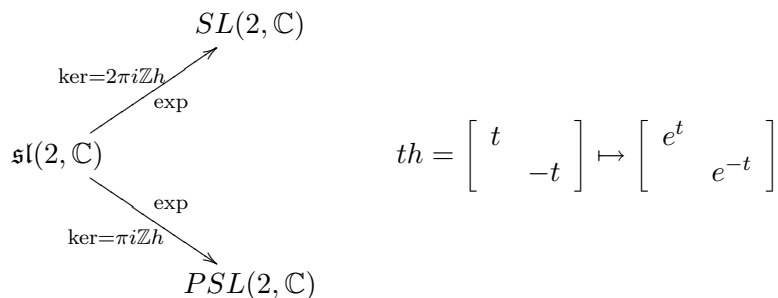 SL(2, ℂ)
ker=2πiℤh
exp
𝔰𝔩(2, ℂ)
th = [ t -t ] ↦ [ e^t e^{-t} ]
exp
ker=πiℤh
PSL(2, ℂ)